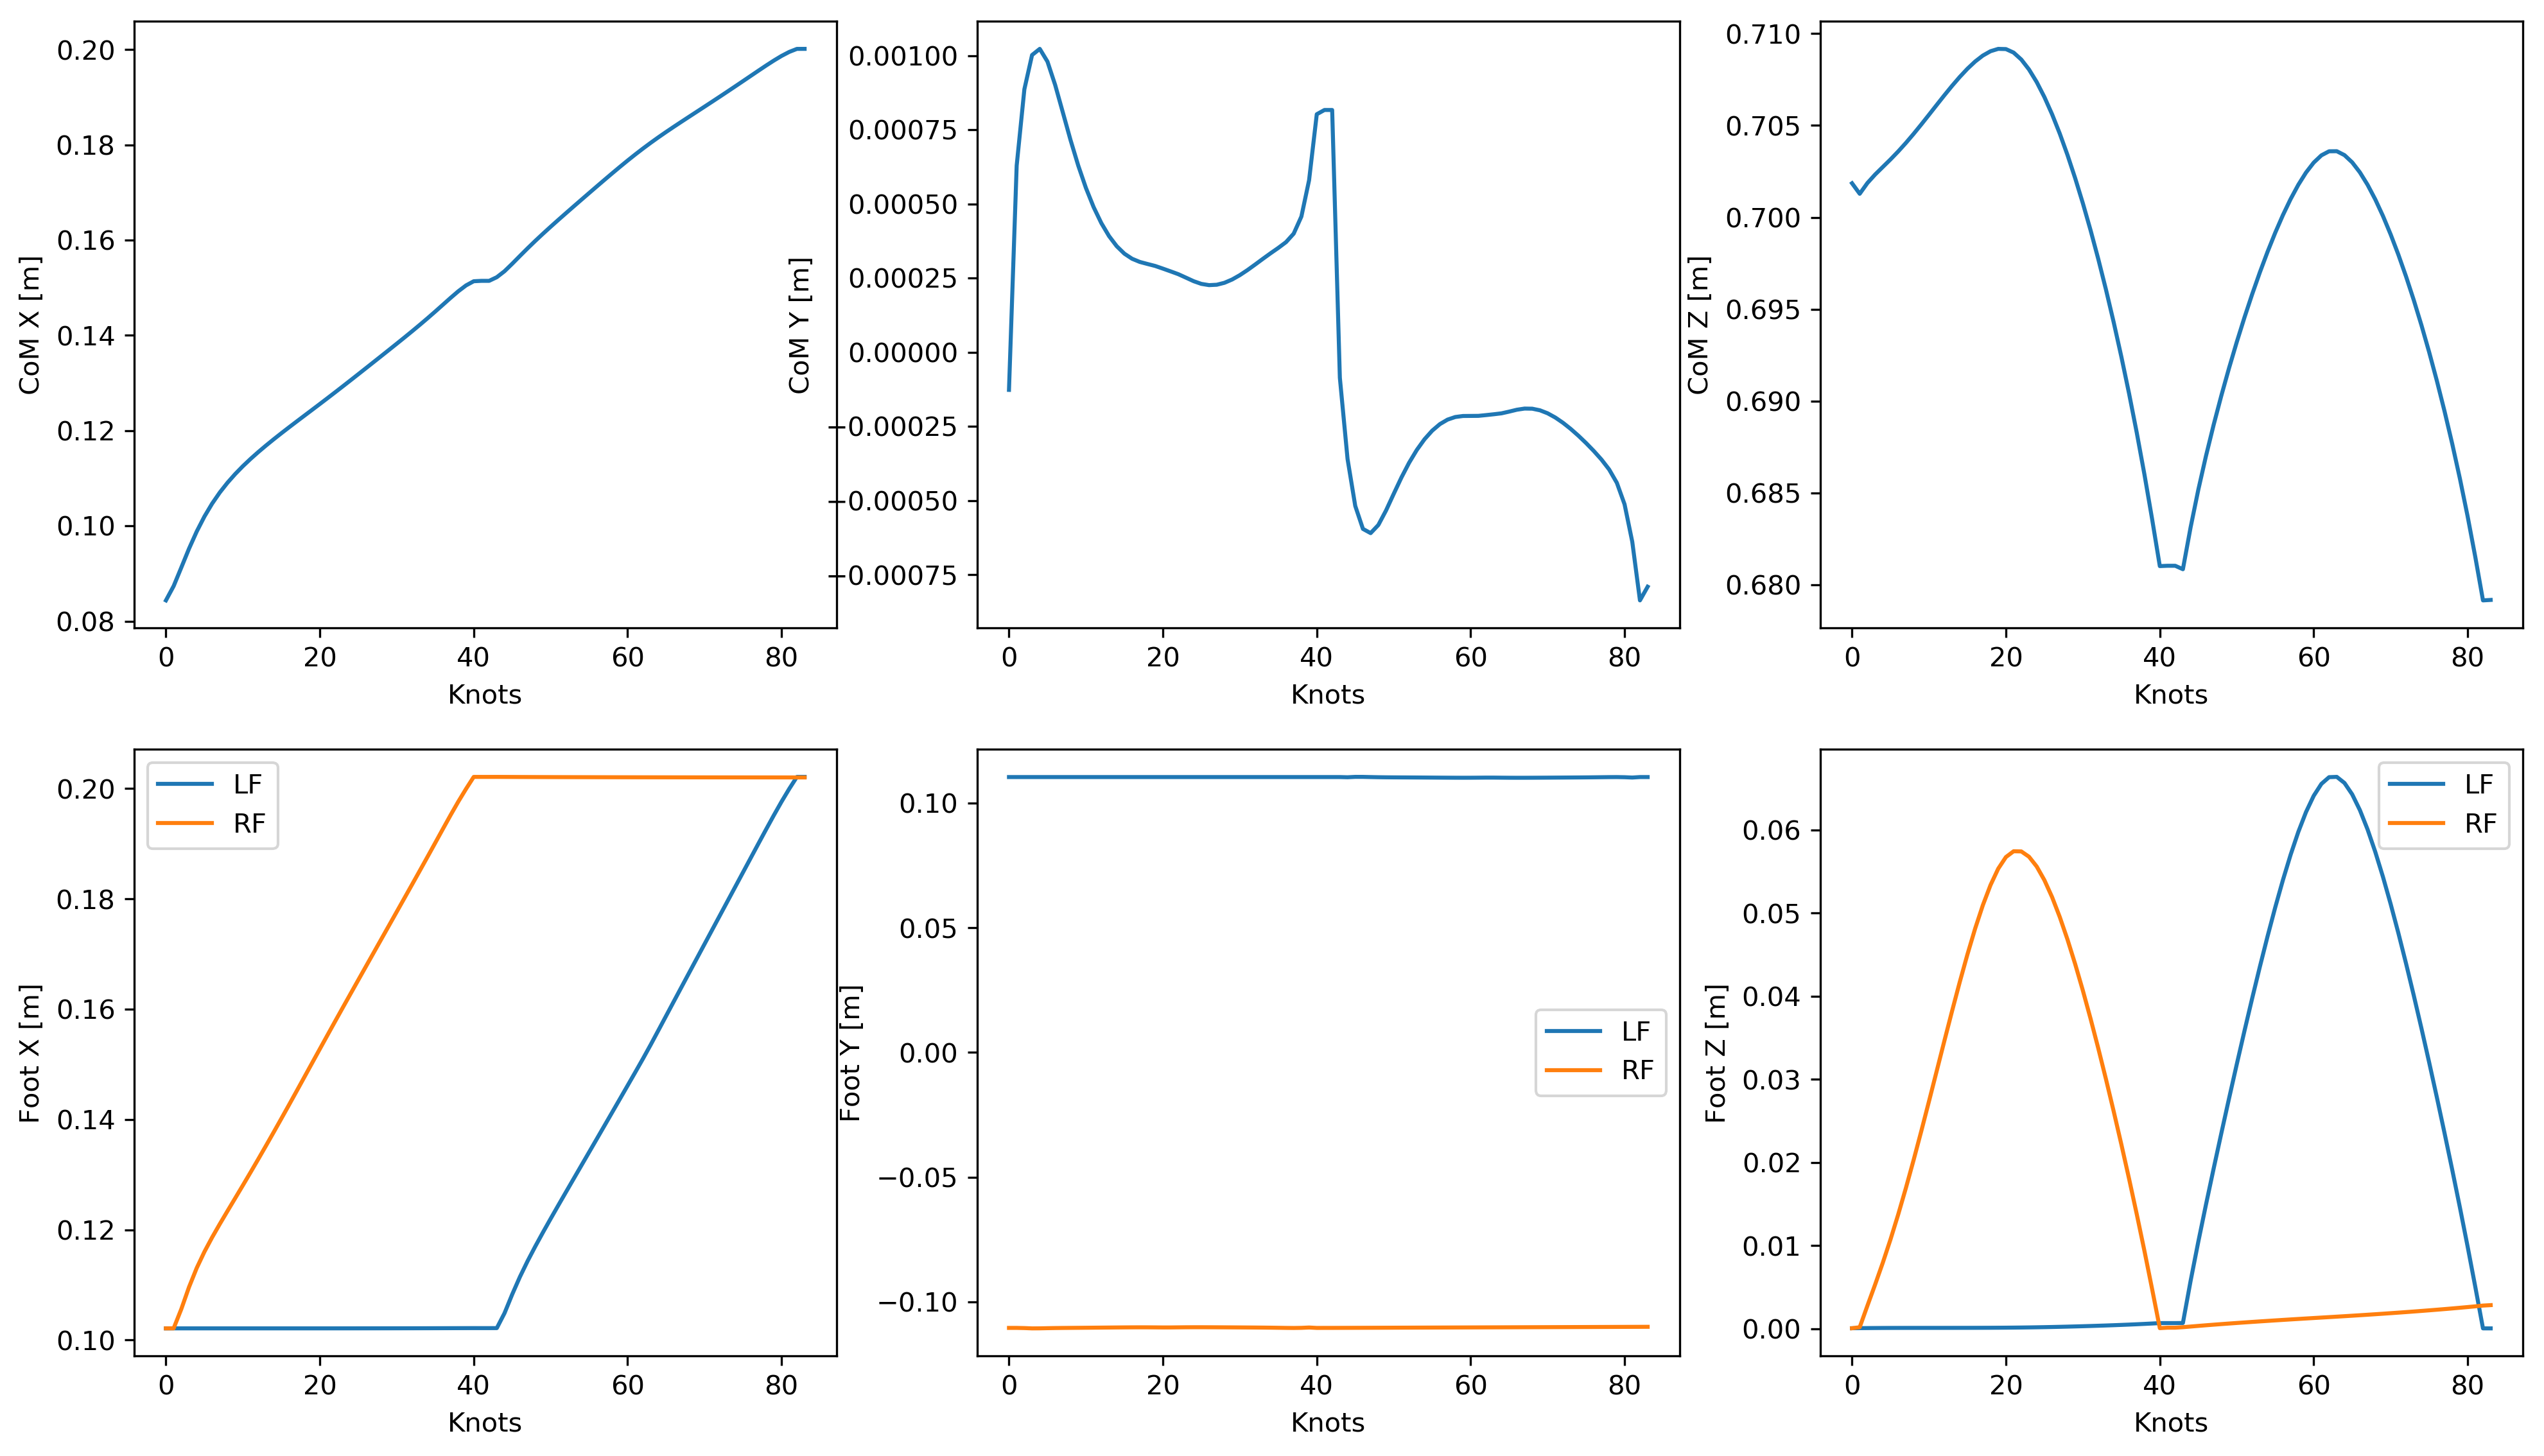 CoM X [m]
0.20
0.18
0.16
0.14
0.12
0.10
0.08
0 20 40 60 80
Knots
CoM Y [m]
0.00100
0.00075
0.00050
0.00025
0.00000
−0.00025
−0.00050
−0.00075
0 20 40 60 80
Knots
CoM Z [m]
0.710
0.705
0.700
0.695
0.690
0.685
0.680
0 20 40 60 80
Knots
Foot X [m]
0.20
0.18
0.16
0.14
0.12
0.10
LF
RF
0 20 40 60 80
Knots
Foot Y [m]
0.10
0.05
0.00
−0.05
−0.10
LF
RF
0 20 40 60 80
Knots
Foot Z [m]
0.06
0.05
0.04
0.03
0.02
0.01
0.00
LF
RF
0 20 40 60 80
Knots